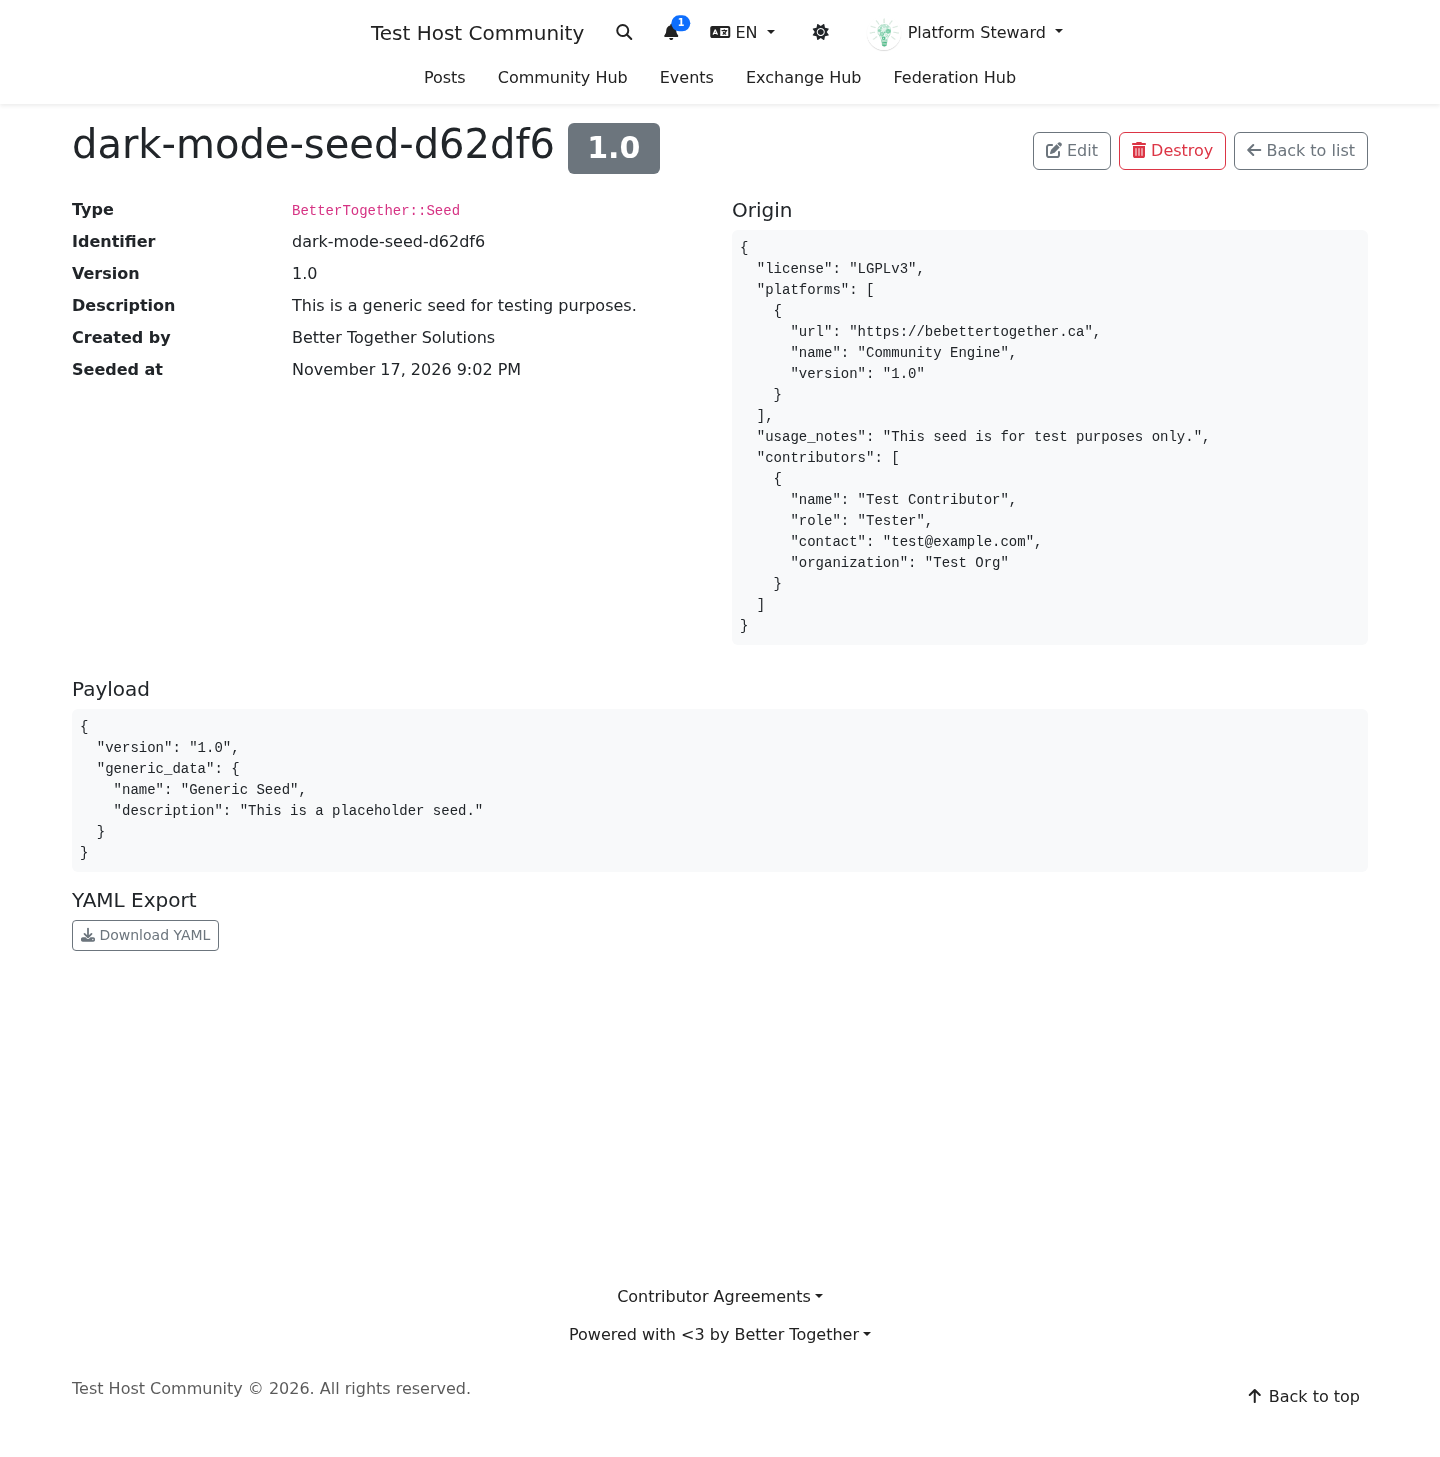 Test Host Community 1 EN Platform Steward
Posts Community Hub Events Exchange Hub Federation Hub
dark-mode-seed-d62df6 1.0 Edit Destroy Back to list
Type BetterTogether::Seed
Identifier dark-mode-seed-d62df6
Version 1.0
Description This is a generic seed for testing purposes.
Created by Better Together Solutions
Seeded at November 17, 2026 9:02 PM
Origin
{
  "license": "LGPLv3",
  "platforms": [
    {
      "url": "https://bebettertogether.ca",
      "name": "Community Engine",
      "version": "1.0"
    }
  ],
  "usage_notes": "This seed is for test purposes only.",
  "contributors": [
    {
      "name": "Test Contributor",
      "role": "Tester",
      "contact": "test@example.com",
      "organization": "Test Org"
    }
  ]
}
Payload
{
  "version": "1.0",
  "generic_data": {
    "name": "Generic Seed",
    "description": "This is a placeholder seed."
  }
}
YAML Export
Download YAML
Contributor Agreements
Powered with <3 by Better Together
Test Host Community © 2026. All rights reserved.
Back to top